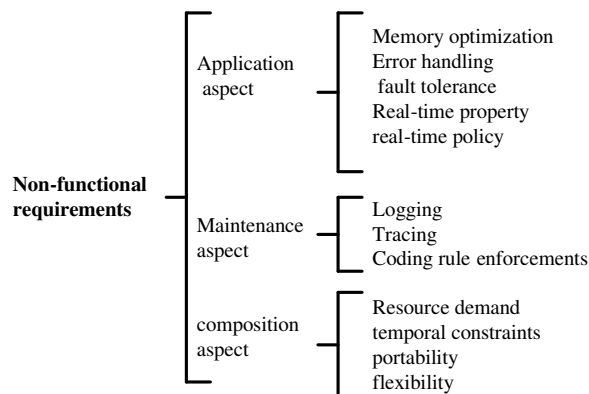 Non-functional
requirements
Application
aspect
Memory optimization
Error handling
fault tolerance
Real-time property
real-time policy
Maintenance
aspect
Logging
Tracing
Coding rule enforcements
composition
aspect
Resource demand
temporal constraints
portability
flexibility